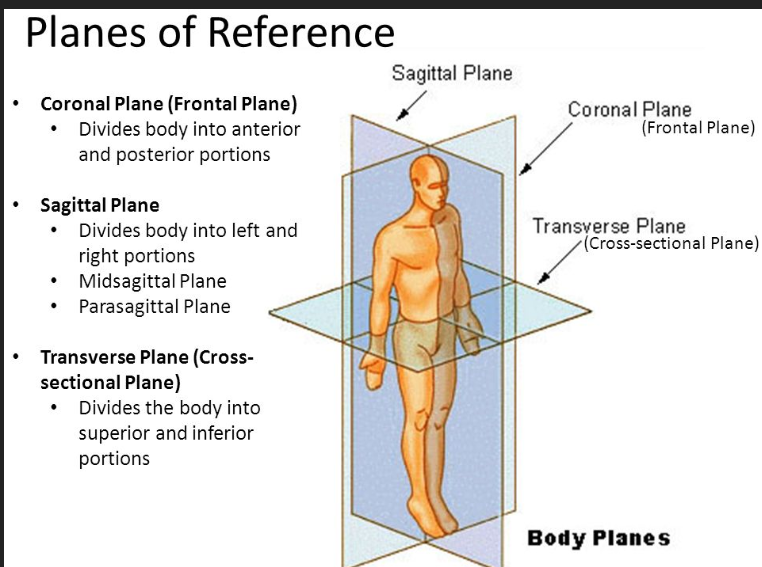 Planes of Reference
• Coronal Plane (Frontal Plane)
• Divides body into anterior
and posterior portions
• Sagittal Plane
• Divides body into left and
right portions
• Midsagittal Plane
• Parasagittal Plane
• Transverse Plane (Cross-
sectional Plane)
• Divides the body into
superior and inferior
portions
Sagittal Plane
Coronal Plane
(Frontal Plane)
Transverse Plane
(Cross-sectional Plane)
Body Planes